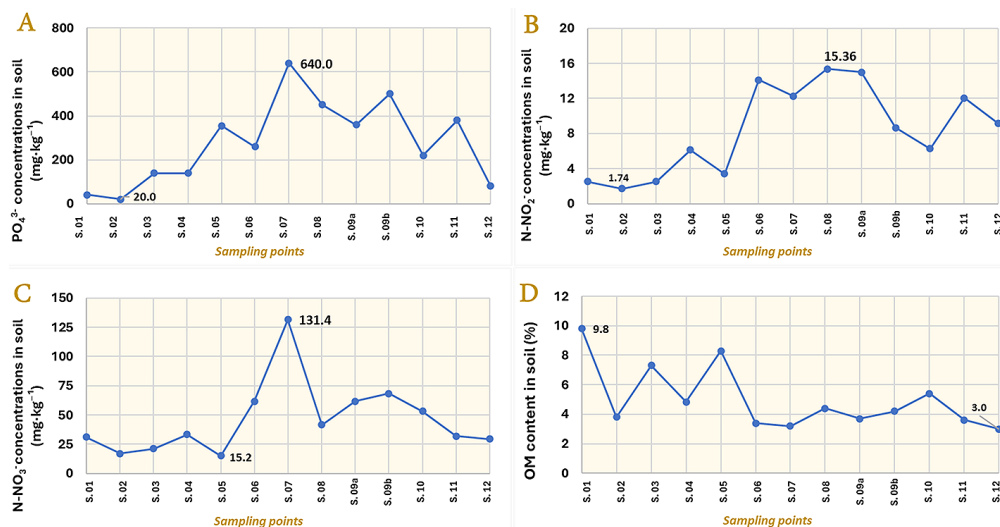 A
PO₄³⁻ concentrations in soil
(mg·kg⁻¹)
800
600
400
200
0
640.0
20.0
S. 01
S. 02
S. 03
S. 04
S. 05
S. 06
S. 07
S. 08
S. 09a
S. 09b
S. 10
S. 11
S. 12
Sampling points
B
N-NO₂⁻ concentrations in soil
(mg·kg⁻¹)
20
16
12
8
4
0
15.36
1.74
S. 01
S. 02
S. 03
S. 04
S. 05
S. 06
S. 07
S. 08
S. 09a
S. 09b
S. 10
S. 11
S. 12
Sampling points
C
N-NO₃⁻ concentrations in soil
(mg·kg⁻¹)
150
125
100
75
50
25
0
131.4
15.2
S. 01
S. 02
S. 03
S. 04
S. 05
S. 06
S. 07
S. 08
S. 09a
S. 09b
S. 10
S. 11
S. 12
Sampling points
D
OM content in soil (%)
12
10
8
6
4
2
0
9.8
3.0
S. 01
S. 02
S. 03
S. 04
S. 05
S. 06
S. 07
S. 08
S. 09a
S. 09b
S. 10
S. 11
S. 12
Sampling points